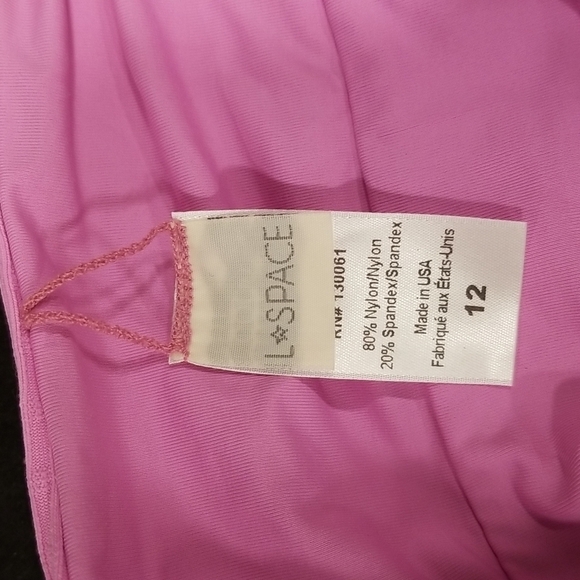 L☆SPACE
RN# 130061
80% Nylon/Nylon
20% Spandex/Spandex
Made in USA
Fabriqué aux États-Unis
12